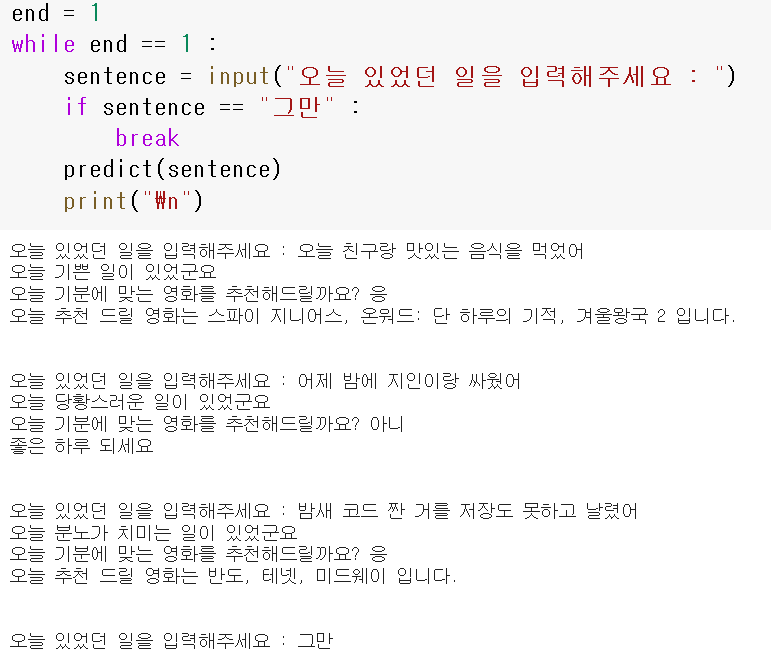 end = 1
while end == 1 :
    sentence = input("오늘 있었던 일을 입력해주세요 : ")
    if sentence == "그만" :
        break
    predict(sentence)
    print("₩n")
오늘 있었던 일을 입력해주세요 : 오늘 친구랑 맛있는 음식을 먹었어
오늘 기쁜 일이 있었군요
오늘 기분에 맞는 영화를 추천해드릴까요? 응
오늘 추천 드릴 영화는 스파이 지니어스, 온워드: 단 하루의 기적, 겨울왕국 2 입니다.
오늘 있었던 일을 입력해주세요 : 어제 밤에 지인이랑 싸웠어
오늘 당황스러운 일이 있었군요
오늘 기분에 맞는 영화를 추천해드릴까요? 아니
좋은 하루 되세요
오늘 있었던 일을 입력해주세요 : 밤새 코드 짠 거를 저장도 못하고 날렸어
오늘 분노가 치미는 일이 있었군요
오늘 기분에 맞는 영화를 추천해드릴까요? 응
오늘 추천 드릴 영화는 반도, 테넷, 미드웨이 입니다.
오늘 있었던 일을 입력해주세요 : 그만